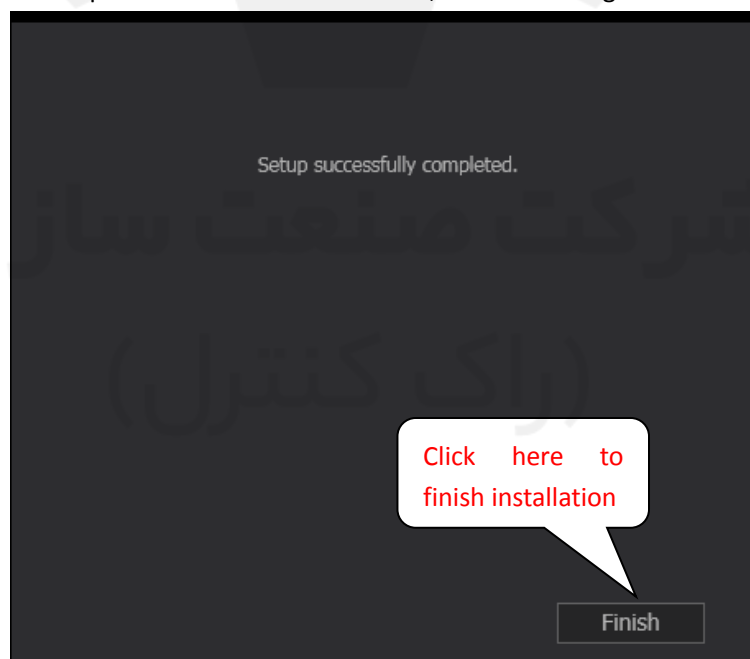 Setup successfully completed.
شرکت صنعت ساز
(راک کنترل)
Click here to
finish installation
Finish